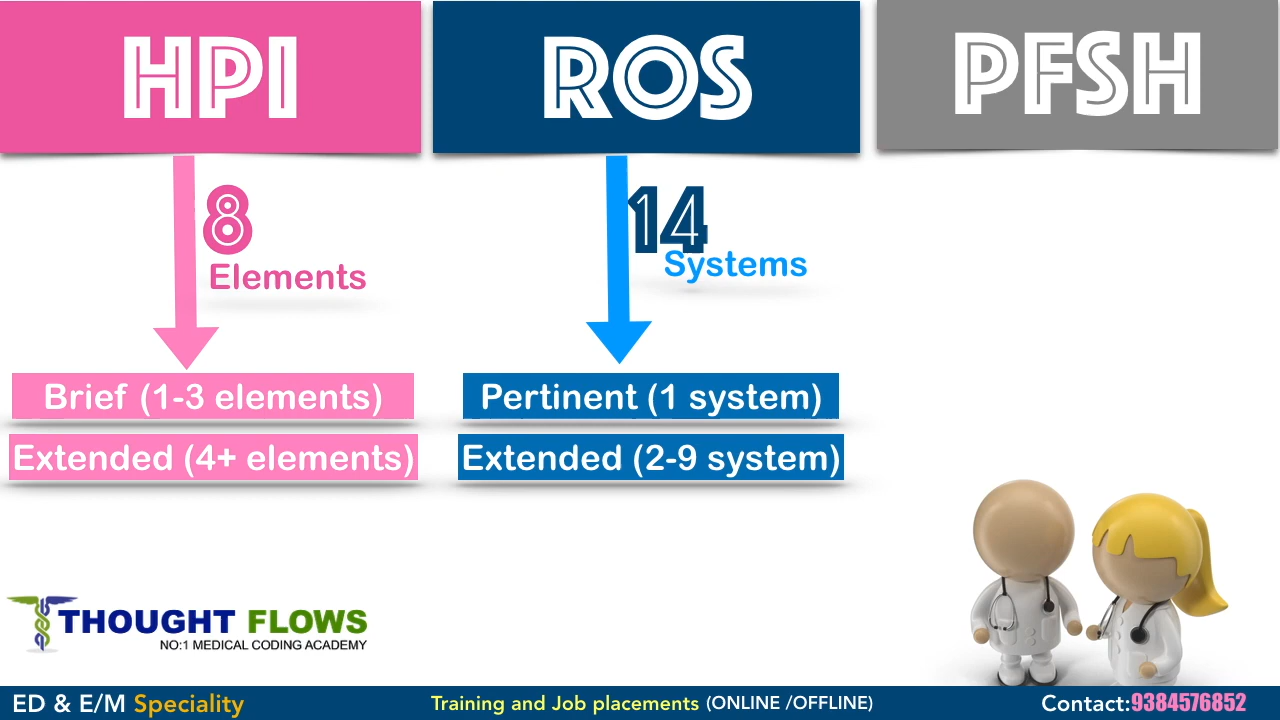 HPI
ROS
PFSH
8
Elements
14
Systems
Brief (1-3 elements)
Pertinent (1 system)
Extended (4+ elements)
Extended (2-9 system)
THOUGHT FLOWS
NO:1 MEDICAL CODING ACADEMY
ED & E/M Speciality
Training and Job placements (ONLINE /OFFLINE)
Contact:9384576852